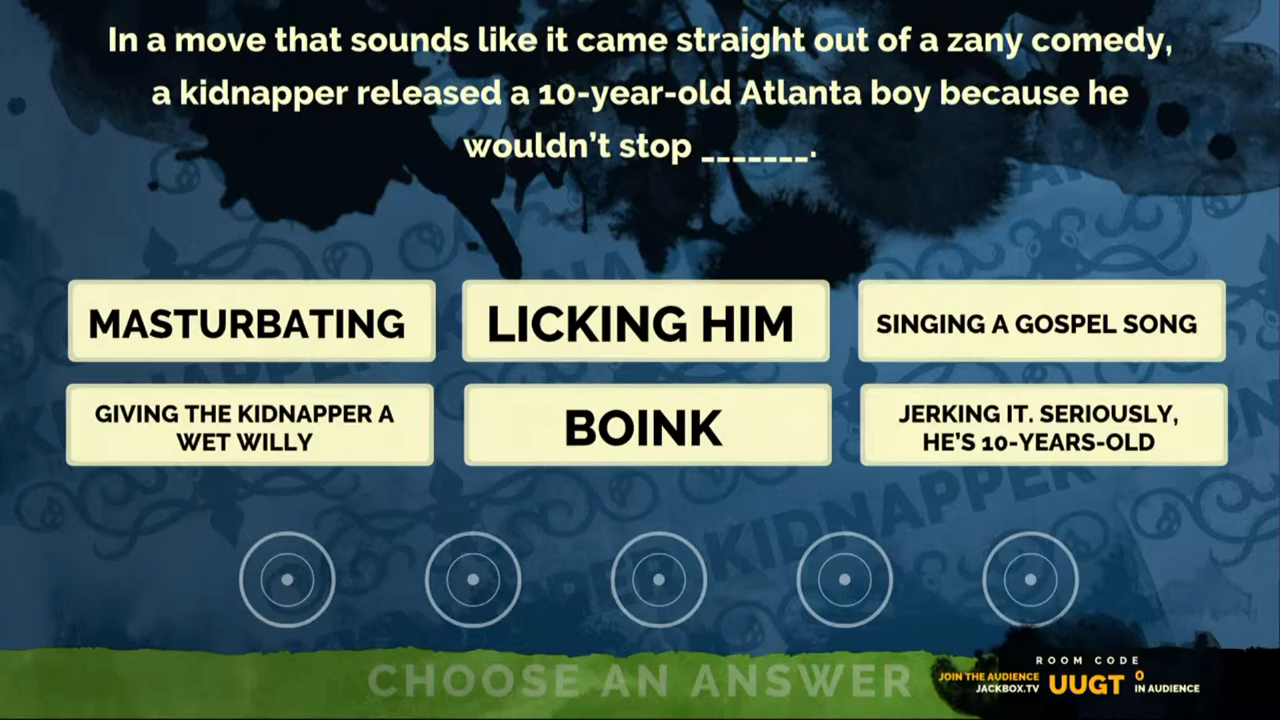 In a move that sounds like it came straight out of a zany comedy,
a kidnapper released a 10-year-old Atlanta boy because he
wouldn't stop _______.
MASTURBATING
LICKING HIM
SINGING A GOSPEL SONG
GIVING THE KIDNAPPER A
WET WILLY
BOINK
JERKING IT. SERIOUSLY,
HE'S 10-YEARS-OLD
KIDNAPPER
CHOOSE AN ANSWER
ROOM CODE
JOIN THE AUDIENCE
JACKBOX.TV
UUGT
0
IN AUDIENCE